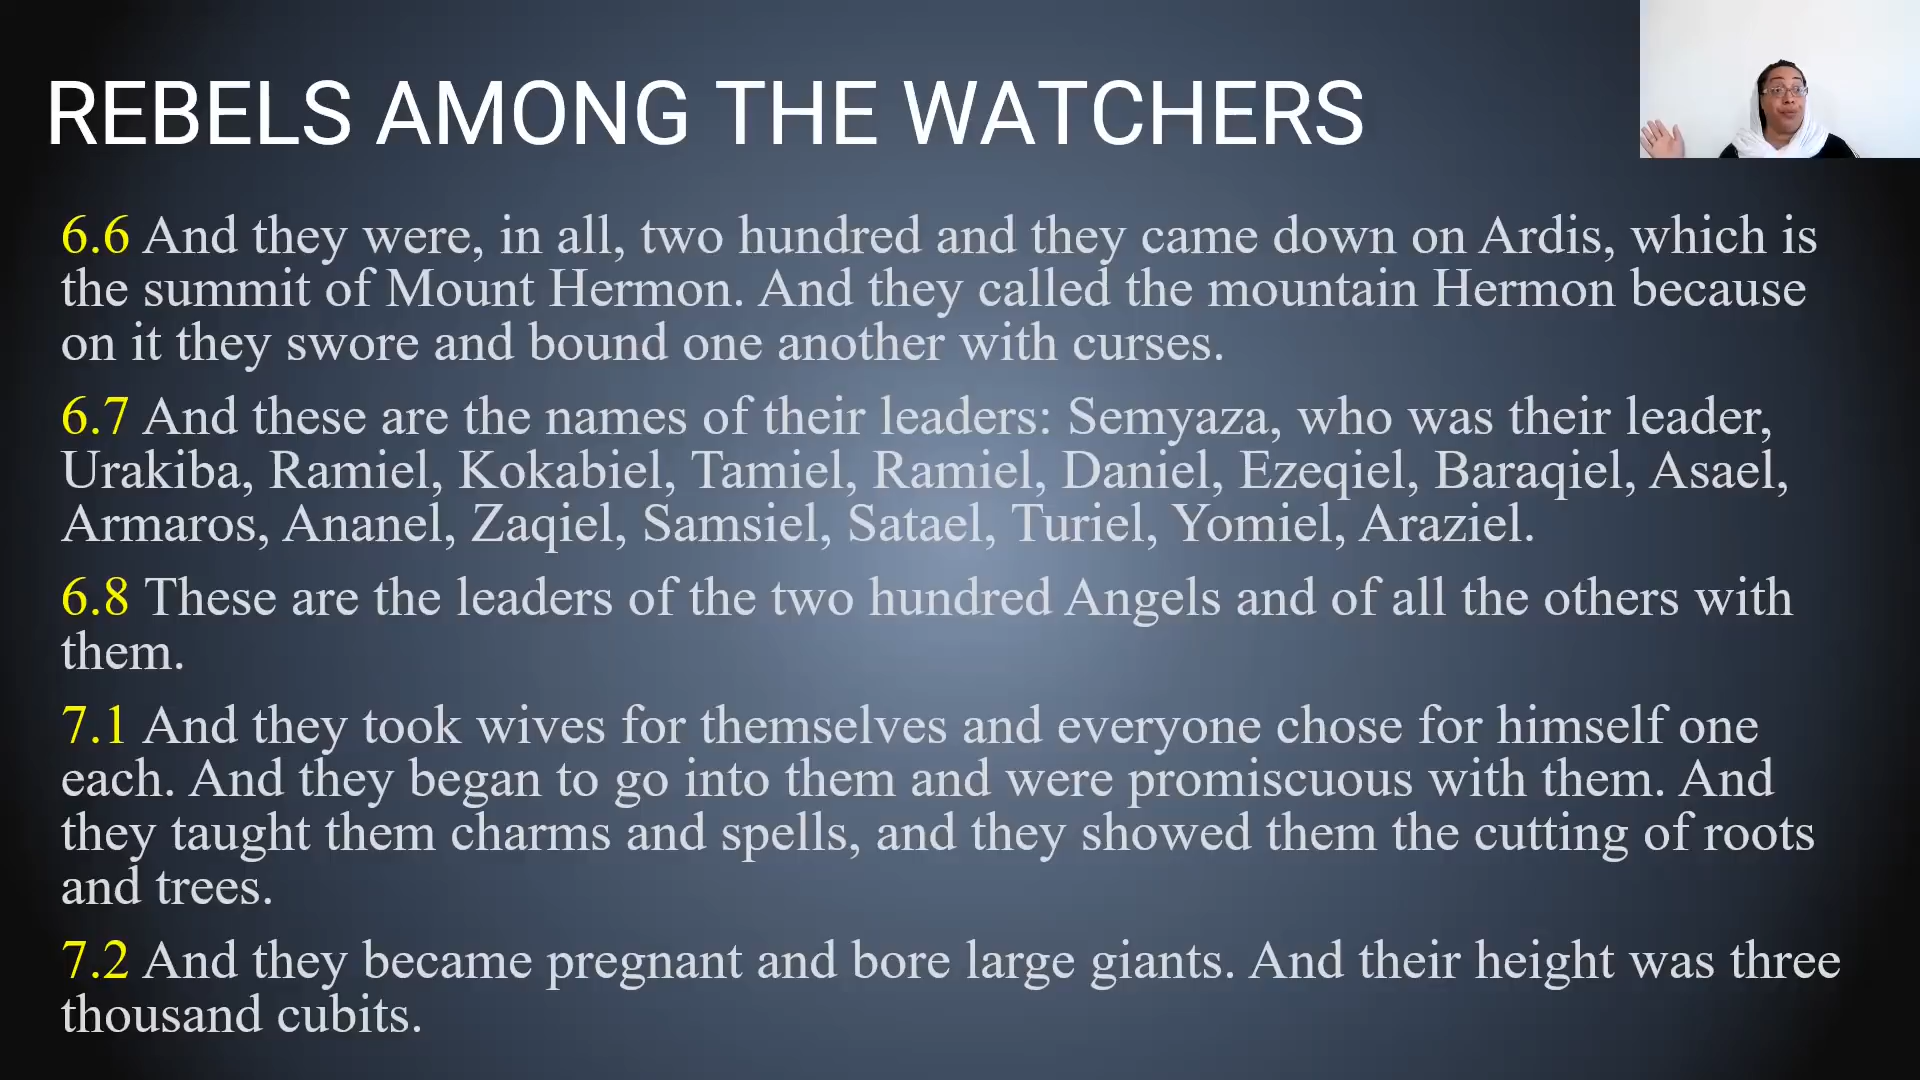 REBELS AMONG THE WATCHERS
6.6 And they were, in all, two hundred and they came down on Ardis, which is
the summit of Mount Hermon. And they called the mountain Hermon because
on it they swore and bound one another with curses.
6.7 And these are the names of their leaders: Semyaza, who was their leader,
Urakiba, Ramiel, Kokabiel, Tamiel, Ramiel, Daniel, Ezeqiel, Baraqiel, Asael,
Armaros, Ananel, Zaqiel, Samsiel, Satael, Turiel, Yomiel, Araziel.
6.8 These are the leaders of the two hundred Angels and of all the others with
them.
7.1 And they took wives for themselves and everyone chose for himself one
each. And they began to go into them and were promiscuous with them. And
they taught them charms and spells, and they showed them the cutting of roots
and trees.
7.2 And they became pregnant and bore large giants. And their height was three
thousand cubits.